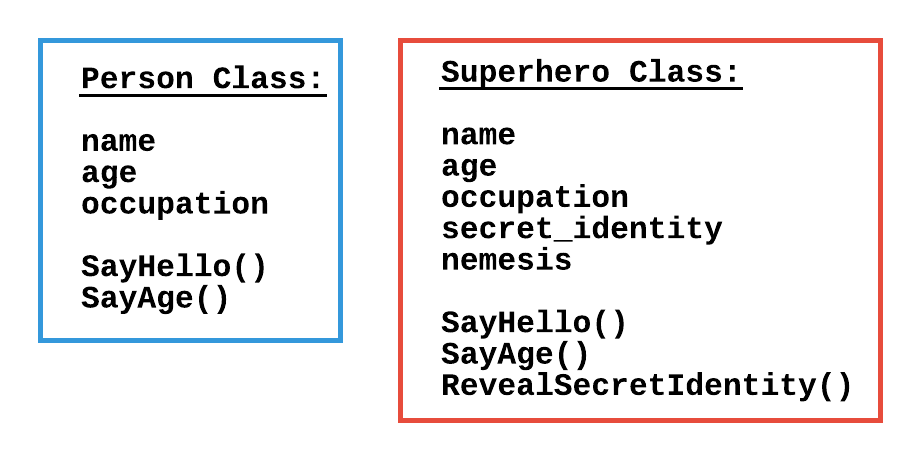 Person Class:
name
age
occupation
SayHello()
SayAge()
Superhero Class:
name
age
occupation
secret_identity
nemesis
SayHello()
SayAge()
RevealSecretIdentity()